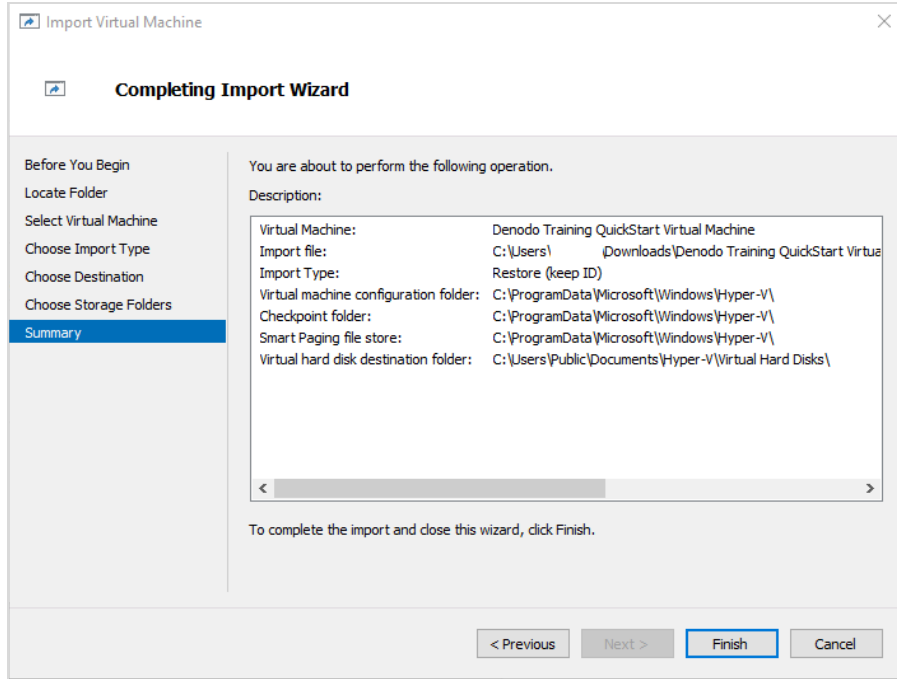 Import Virtual Machine
Completing Import Wizard
Before You Begin
Locate Folder
Select Virtual Machine
Choose Import Type
Choose Destination
Choose Storage Folders
Summary
You are about to perform the following operation.
Description:
Virtual Machine: Denodo Training QuickStart Virtual Machine
Import file: C:\Users\ \Downloads\Denodo Training QuickStart Virtua
Import Type: Restore (keep ID)
Virtual machine configuration folder: C:\ProgramData\Microsoft\Windows\Hyper-V\
Checkpoint folder: C:\ProgramData\Microsoft\Windows\Hyper-V\
Smart Paging file store: C:\ProgramData\Microsoft\Windows\Hyper-V\
Virtual hard disk destination folder: C:\Users\Public\Documents\Hyper-V\Virtual Hard Disks\
To complete the import and close this wizard, click Finish.
< Previous Next > Finish Cancel